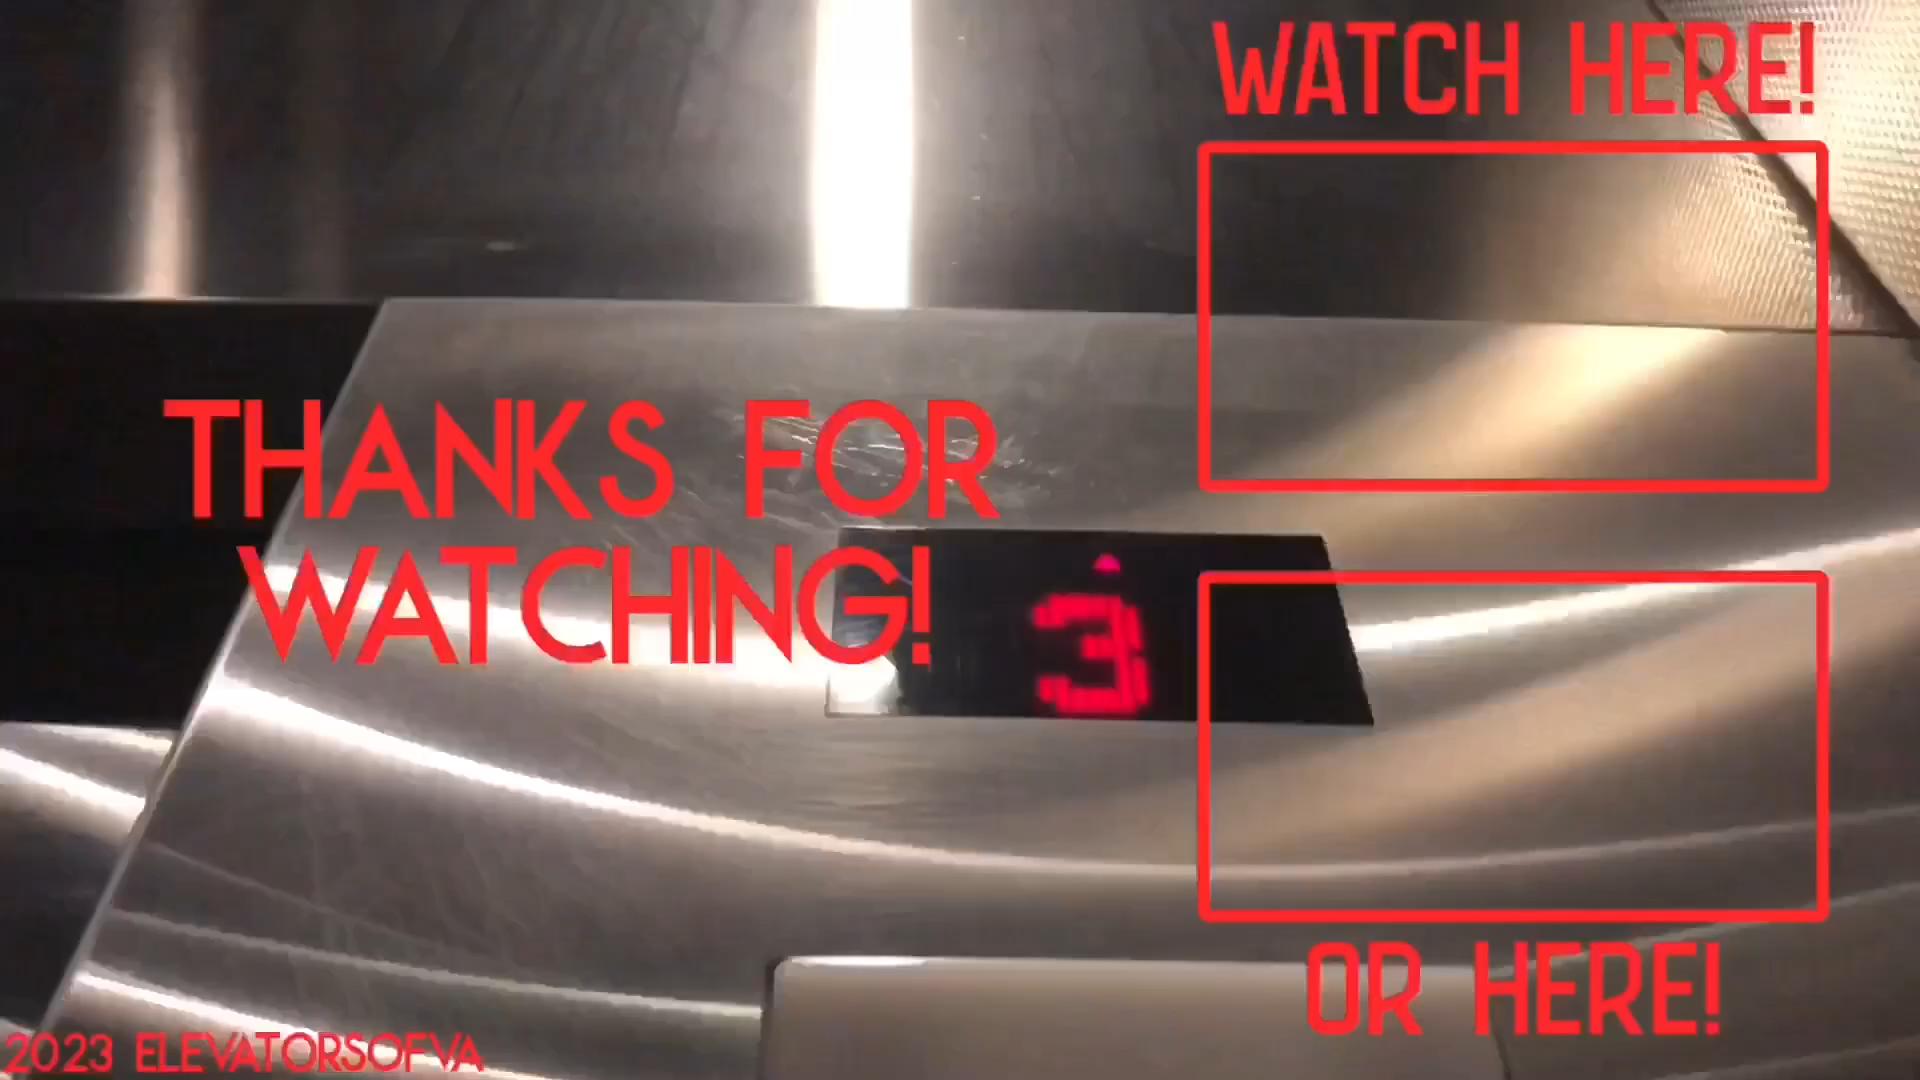 WATCH HERE!
THANKS FOR
WATCHING!
3
OR HERE!
2023 ELEVATORSOFVA